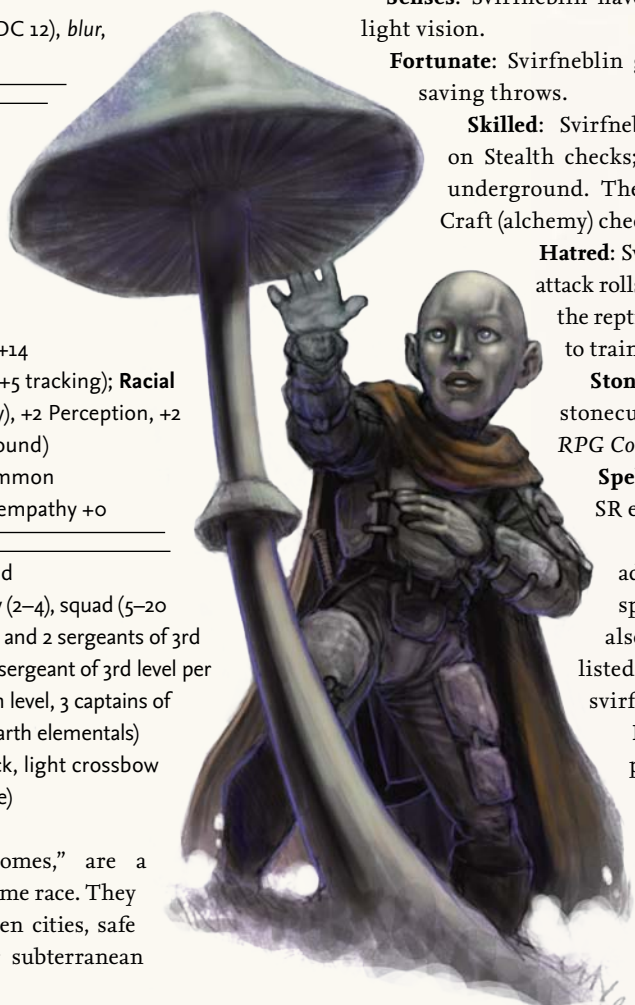 DC 12), blur,
+14
+5 tracking); Racial
), +2 Perception, +2
ound)
mmon
empathy +0
d
(2–4), squad (5–20
and 2 sergeants of 3rd
sergeant of 3rd level per
level, 3 captains of
arth elementals)
ck, light crossbow
e)
omes,” are a
me race. They
en cities, safe
subterranean
Senses: Svirfneblin have
light vision.
Fortunate: Svirfneblin
saving throws.
Skilled: Svirfneb
on Stealth checks;
underground. The
Craft (alchemy) chec
Hatred: Sv
attack rolls
the repti
to train
Ston
stonecu
RPG Co
Spe
SR e
ad
sp
also
listed
svirf
p